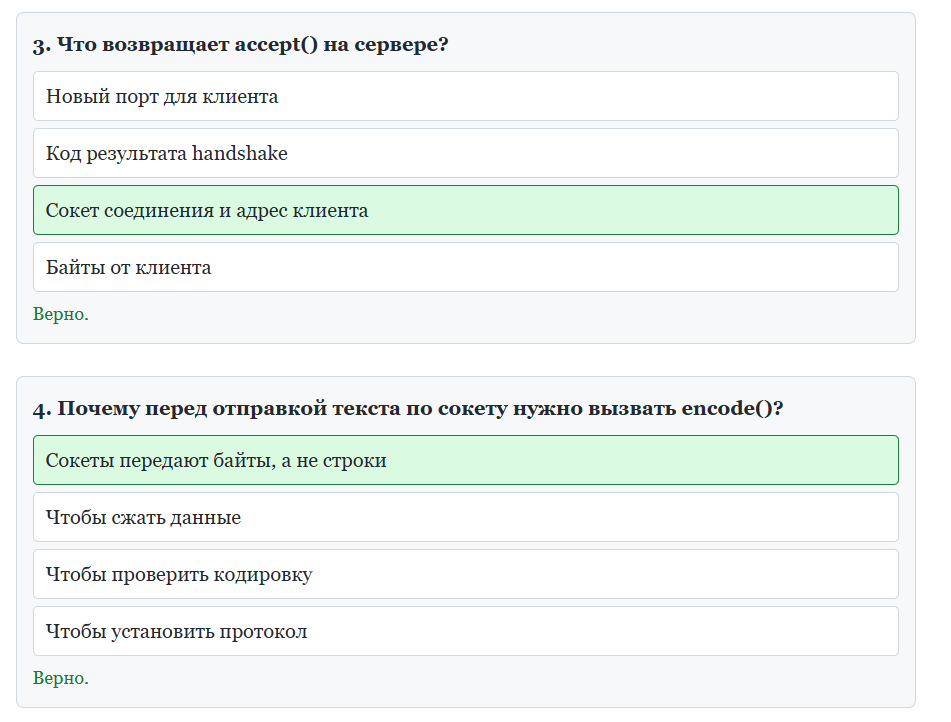 3. Что возвращает accept() на сервере?
Новый порт для клиента
Код результата handshake
Сокет соединения и адрес клиента
Байты от клиента
Верно.
4. Почему перед отправкой текста по сокету нужно вызвать encode()?
Сокеты передают байты, а не строки
Чтобы сжать данные
Чтобы проверить кодировку
Чтобы установить протокол
Верно.